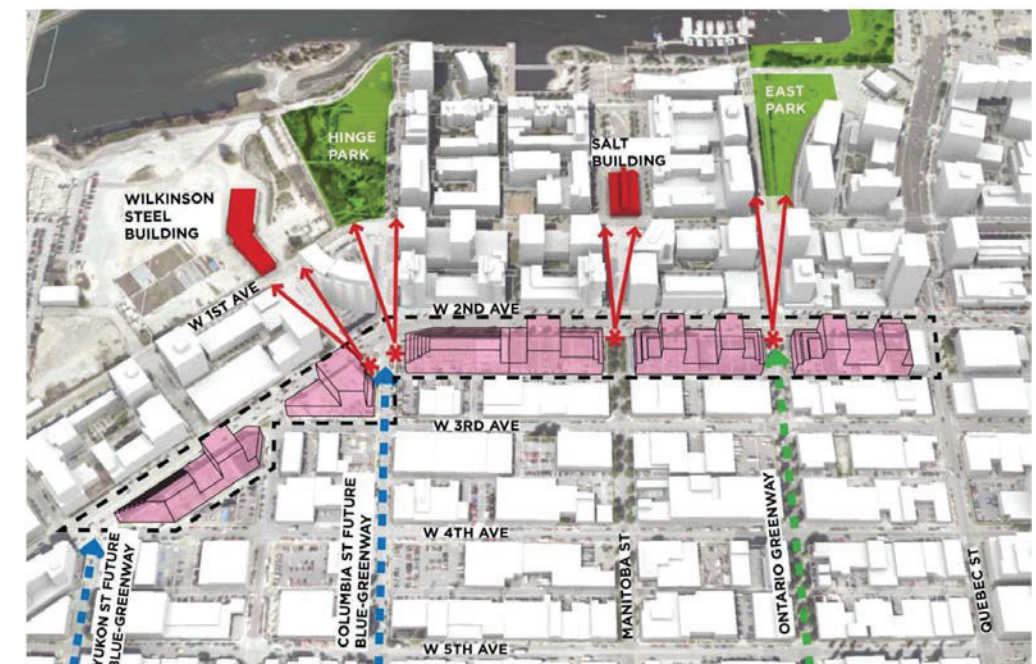 HINGE
PARK
EAST
PARK
SALT
BUILDING
WILKINSON
STEEL
BUILDING
W 1ST AVE
W 2ND AVE
W 3RD AVE
W 4TH AVE
W 5TH AVE
YUKON ST FUTURE
BLUE-GREENWAY
COLUMBIA ST FUTURE
BLUE-GREENWAY
MANITOBA ST
ONTARIO GREENWAY
QUEBEC ST